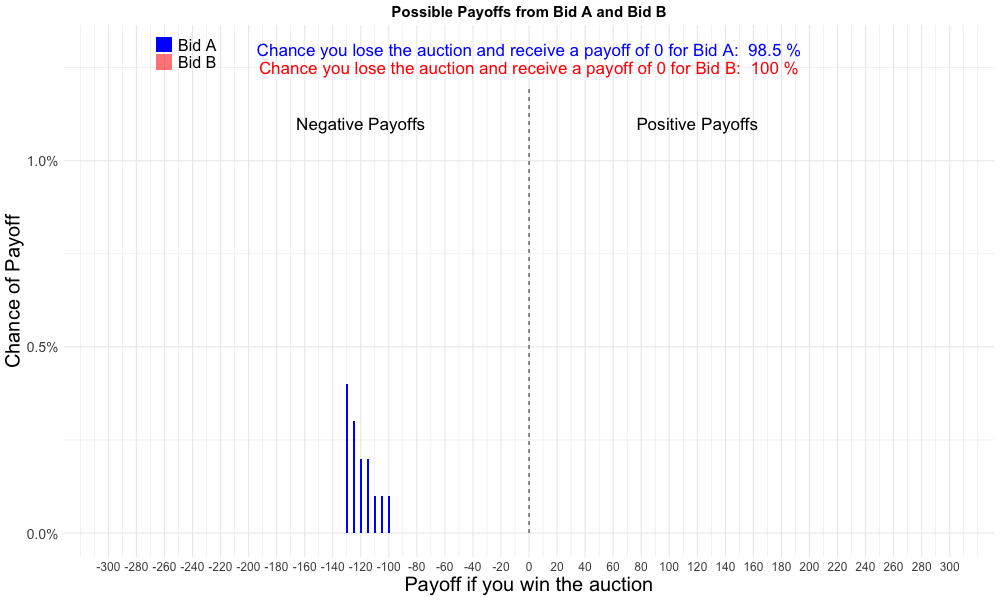 Possible Payoffs from Bid A and Bid B
Bid A
Bid B
Chance you lose the auction and receive a payoff of 0 for Bid A:  98.5 %
Chance you lose the auction and receive a payoff of 0 for Bid B:  100 %
Negative Payoffs
Positive Payoffs
Chance of Payoff
1.0%
0.5%
0.0%
-300 -280 -260 -240 -220 -200 -180 -160 -140 -120 -100 -80 -60 -40 -20 0 20 40 60 80 100 120 140 160 180 200 220 240 260 280 300
Payoff if you win the auction